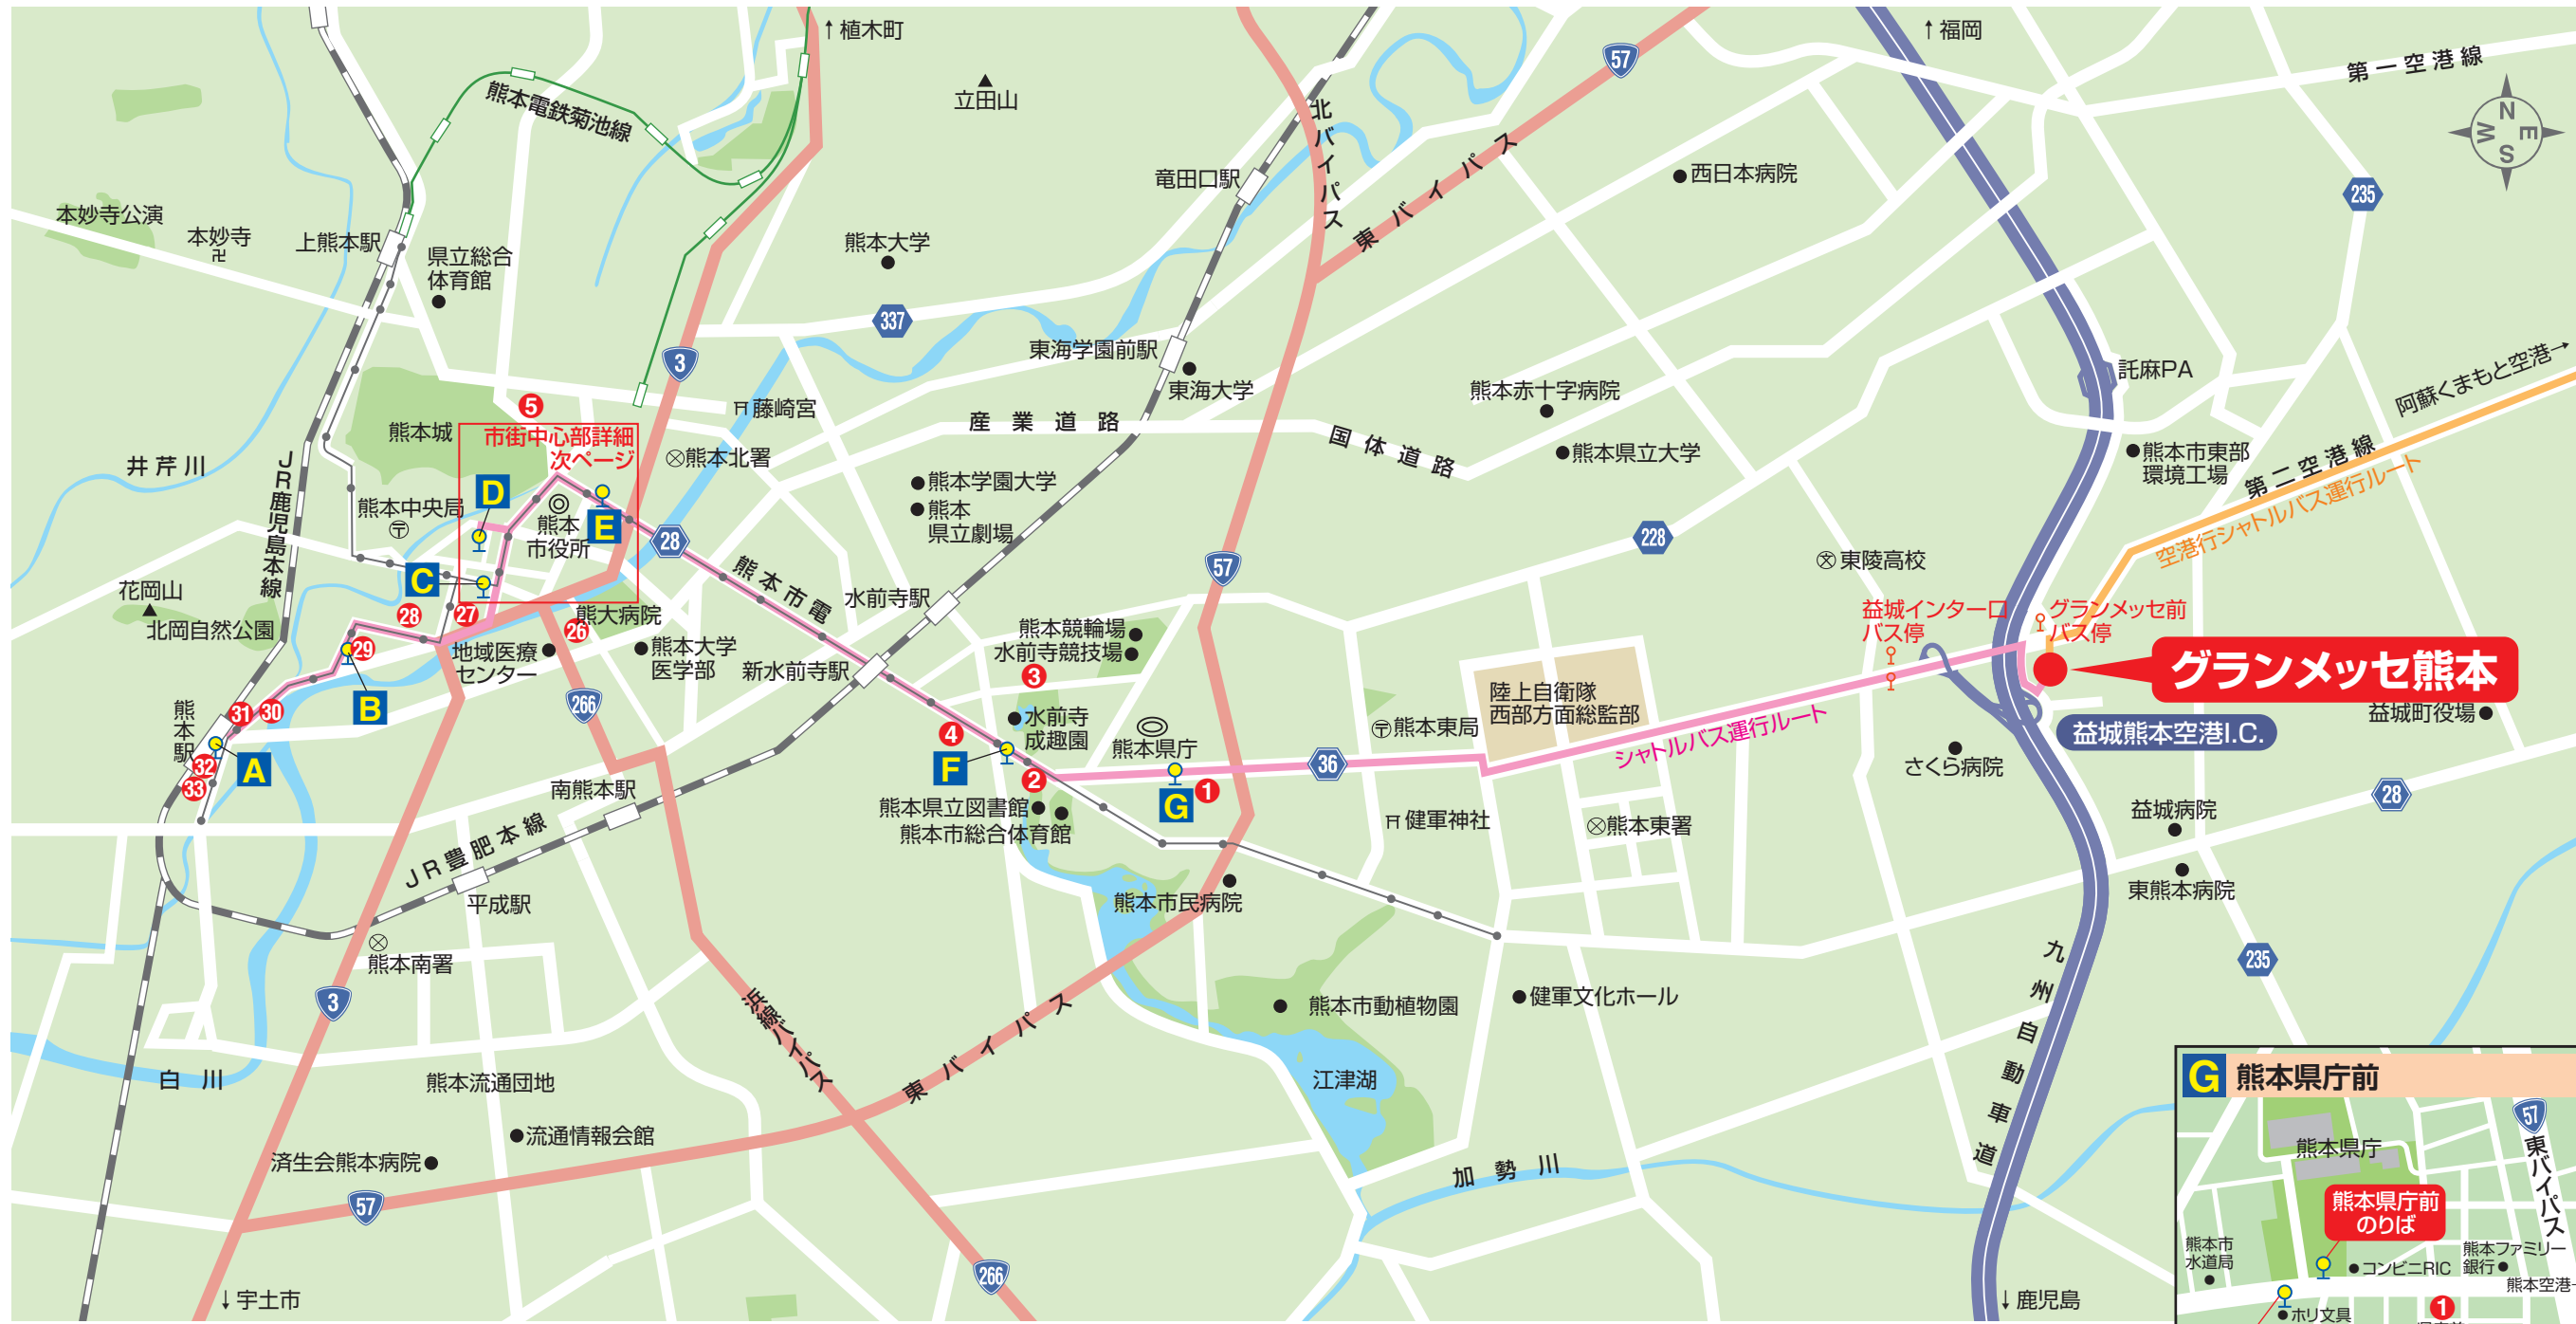 ↑植木町
↑福岡
第一空港線
57
N
E
S
W
立田山
熊本電鉄菊池線
北バイパス
東バイパス
竜田口駅
西日本病院
235
本妙寺公演
本妙寺
卍
上熊本駅
県立総合
体育館
熊本大学
337
3
東海学園前駅
東海大学
託麻PA
阿蘇くまもと空港→
熊本赤十字病院
藤崎宮
産業道路
国体道路
熊本県立大学
熊本市東部
環境工場
第二空港線
空港行シャトルバス運行ルート
5
熊本城
市街中心部詳細
次ページ
熊本北署
井芹川
JR鹿児島本線
熊本学園大学
熊本
県立劇場
熊本中央局
〒
D
熊本
市役所
E
28
熊本市電
水前寺駅
57
228
東陵高校
文
C
花岡山
北岡自然公園
28
27
熊大病院
26
地域医療
センター
熊本大学
医学部
新水前寺駅
熊本競輪場
水前寺競技場
3
益城インター口
バス停
グランメッセ前
バス停
グランメッセ熊本
29
B
266
水前寺
成趣園
熊本県庁
〒
熊本東局
陸上自衛隊
西部方面総監部
シャトルバス運行ルート
益城町役場
益城熊本空港I.C.
熊本駅
31
30
32
33
A
4
F
2
G
1
36
さくら病院
28
南熊本駅
熊本県立図書館
熊本市総合体育館
健軍神社
熊本東署
益城病院
東熊本病院
JR豊肥本線
平成駅
熊本市民病院
熊本南署
3
浜線バイパス
東バイパス
熊本市動植物園
健軍文化ホール
235
九州自動車道
白川
熊本流通団地
江津湖
流通情報会館
済生会熊本病院
57
加勢川
266
↓宇土市
↓鹿児島
G 熊本県庁前
57
東バイパス
熊本県庁
熊本県庁前
のりば
熊本市
水道局
熊本ファミリー
銀行
コンビニRIC
熊本空港
ホリ文具
1